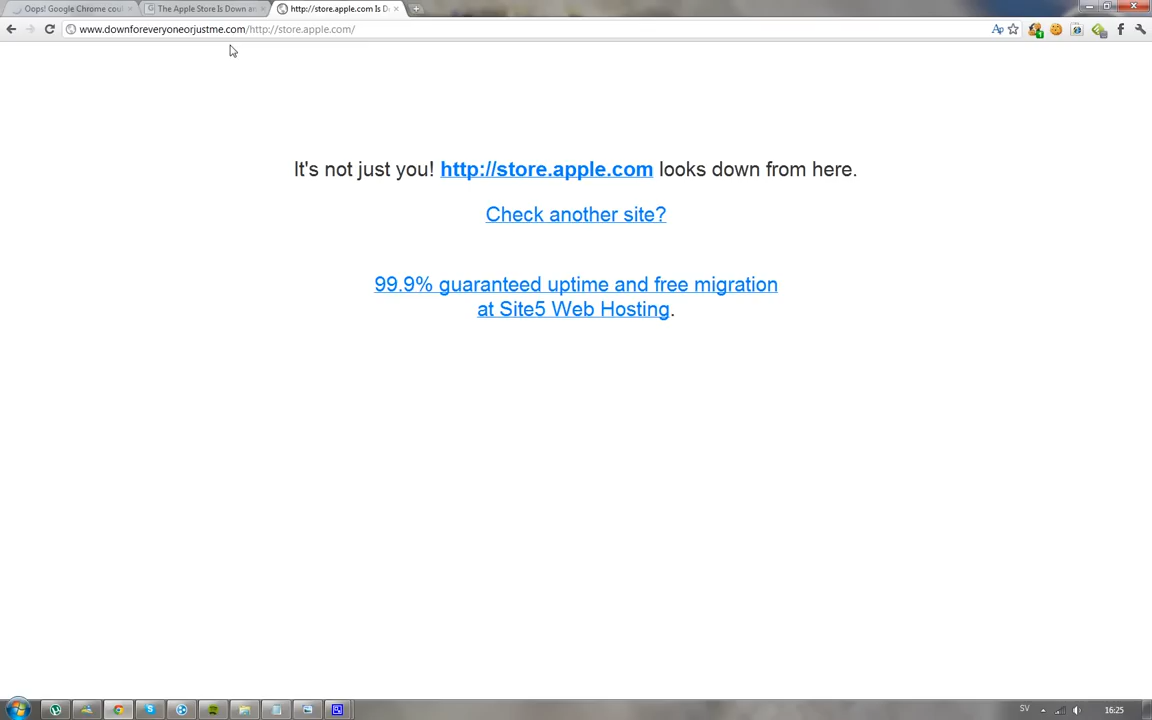 Oops! Google Chrome coul
The Apple Store Is Down an
http://store.apple.com Is D
www.downforeveryoneorjustme.com/http://store.apple.com/
It's not just you! http://store.apple.com looks down from here.
Check another site?
99.9% guaranteed uptime and free migration
at Site5 Web Hosting.
SV
16:25